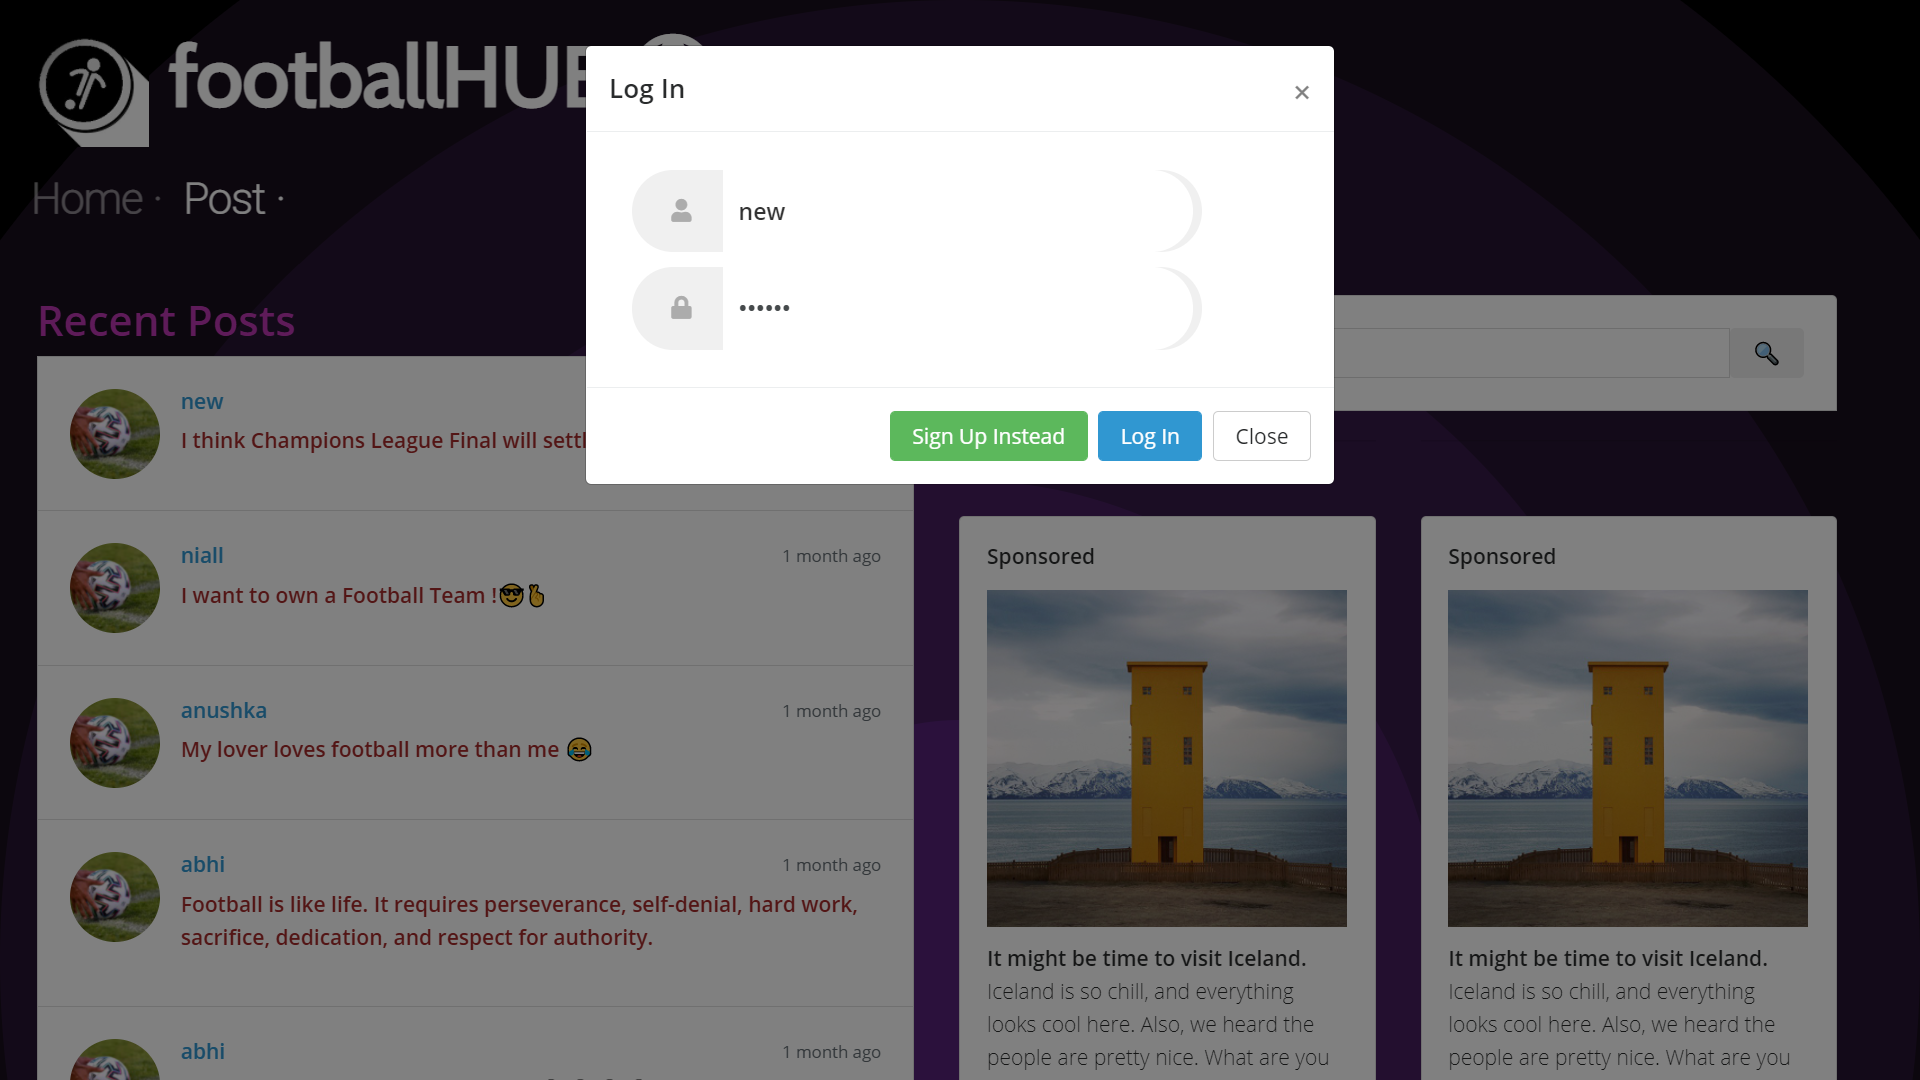 footballHUB
Home · Post ·
Log In
×
new
••••••
Sign Up Instead
Log In
Close
Recent Posts
new
I think Champions League Final will
niall
1 month ago
I want to own a Football Team !😎🫰
anushka
1 month ago
My lover loves football more than me 😂
abhi
1 month ago
Football is like life. It requires perseverance, self-denial, hard work,
sacrifice, dedication, and respect for authority.
abhi
1 month ago
Sponsored
It might be time to visit Iceland.
Iceland is so chill, and everything
looks cool here. Also, we heard the
people are pretty nice. What are you
Sponsored
It might be time to visit Iceland.
Iceland is so chill, and everything
looks cool here. Also, we heard the
people are pretty nice. What are you